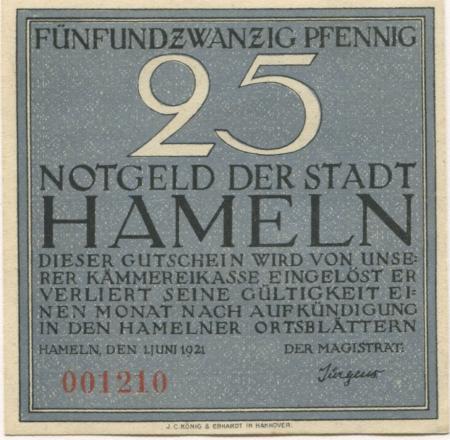 FÜNFUNDZWANZIG PFENNIG
25
NOTGELD DER STADT
HAMELN
DIESER GUTSCHEIN WIRD VON UNSE-
RER KÄMMEREIKASSE EINGELÖST ER
VERLIERT SEINE GÜLTIGKEIT EI-
NEN MONAT NACH AUFKÜNDIGUNG
IN DEN HAMELNER ORTSBLÄTTERN
HAMELN, DEN 1.JUNI 1921 DER MAGISTRAT:
001210 Jürgens
J.C. KÖNIG & EBHARDT IN HANNOVER.